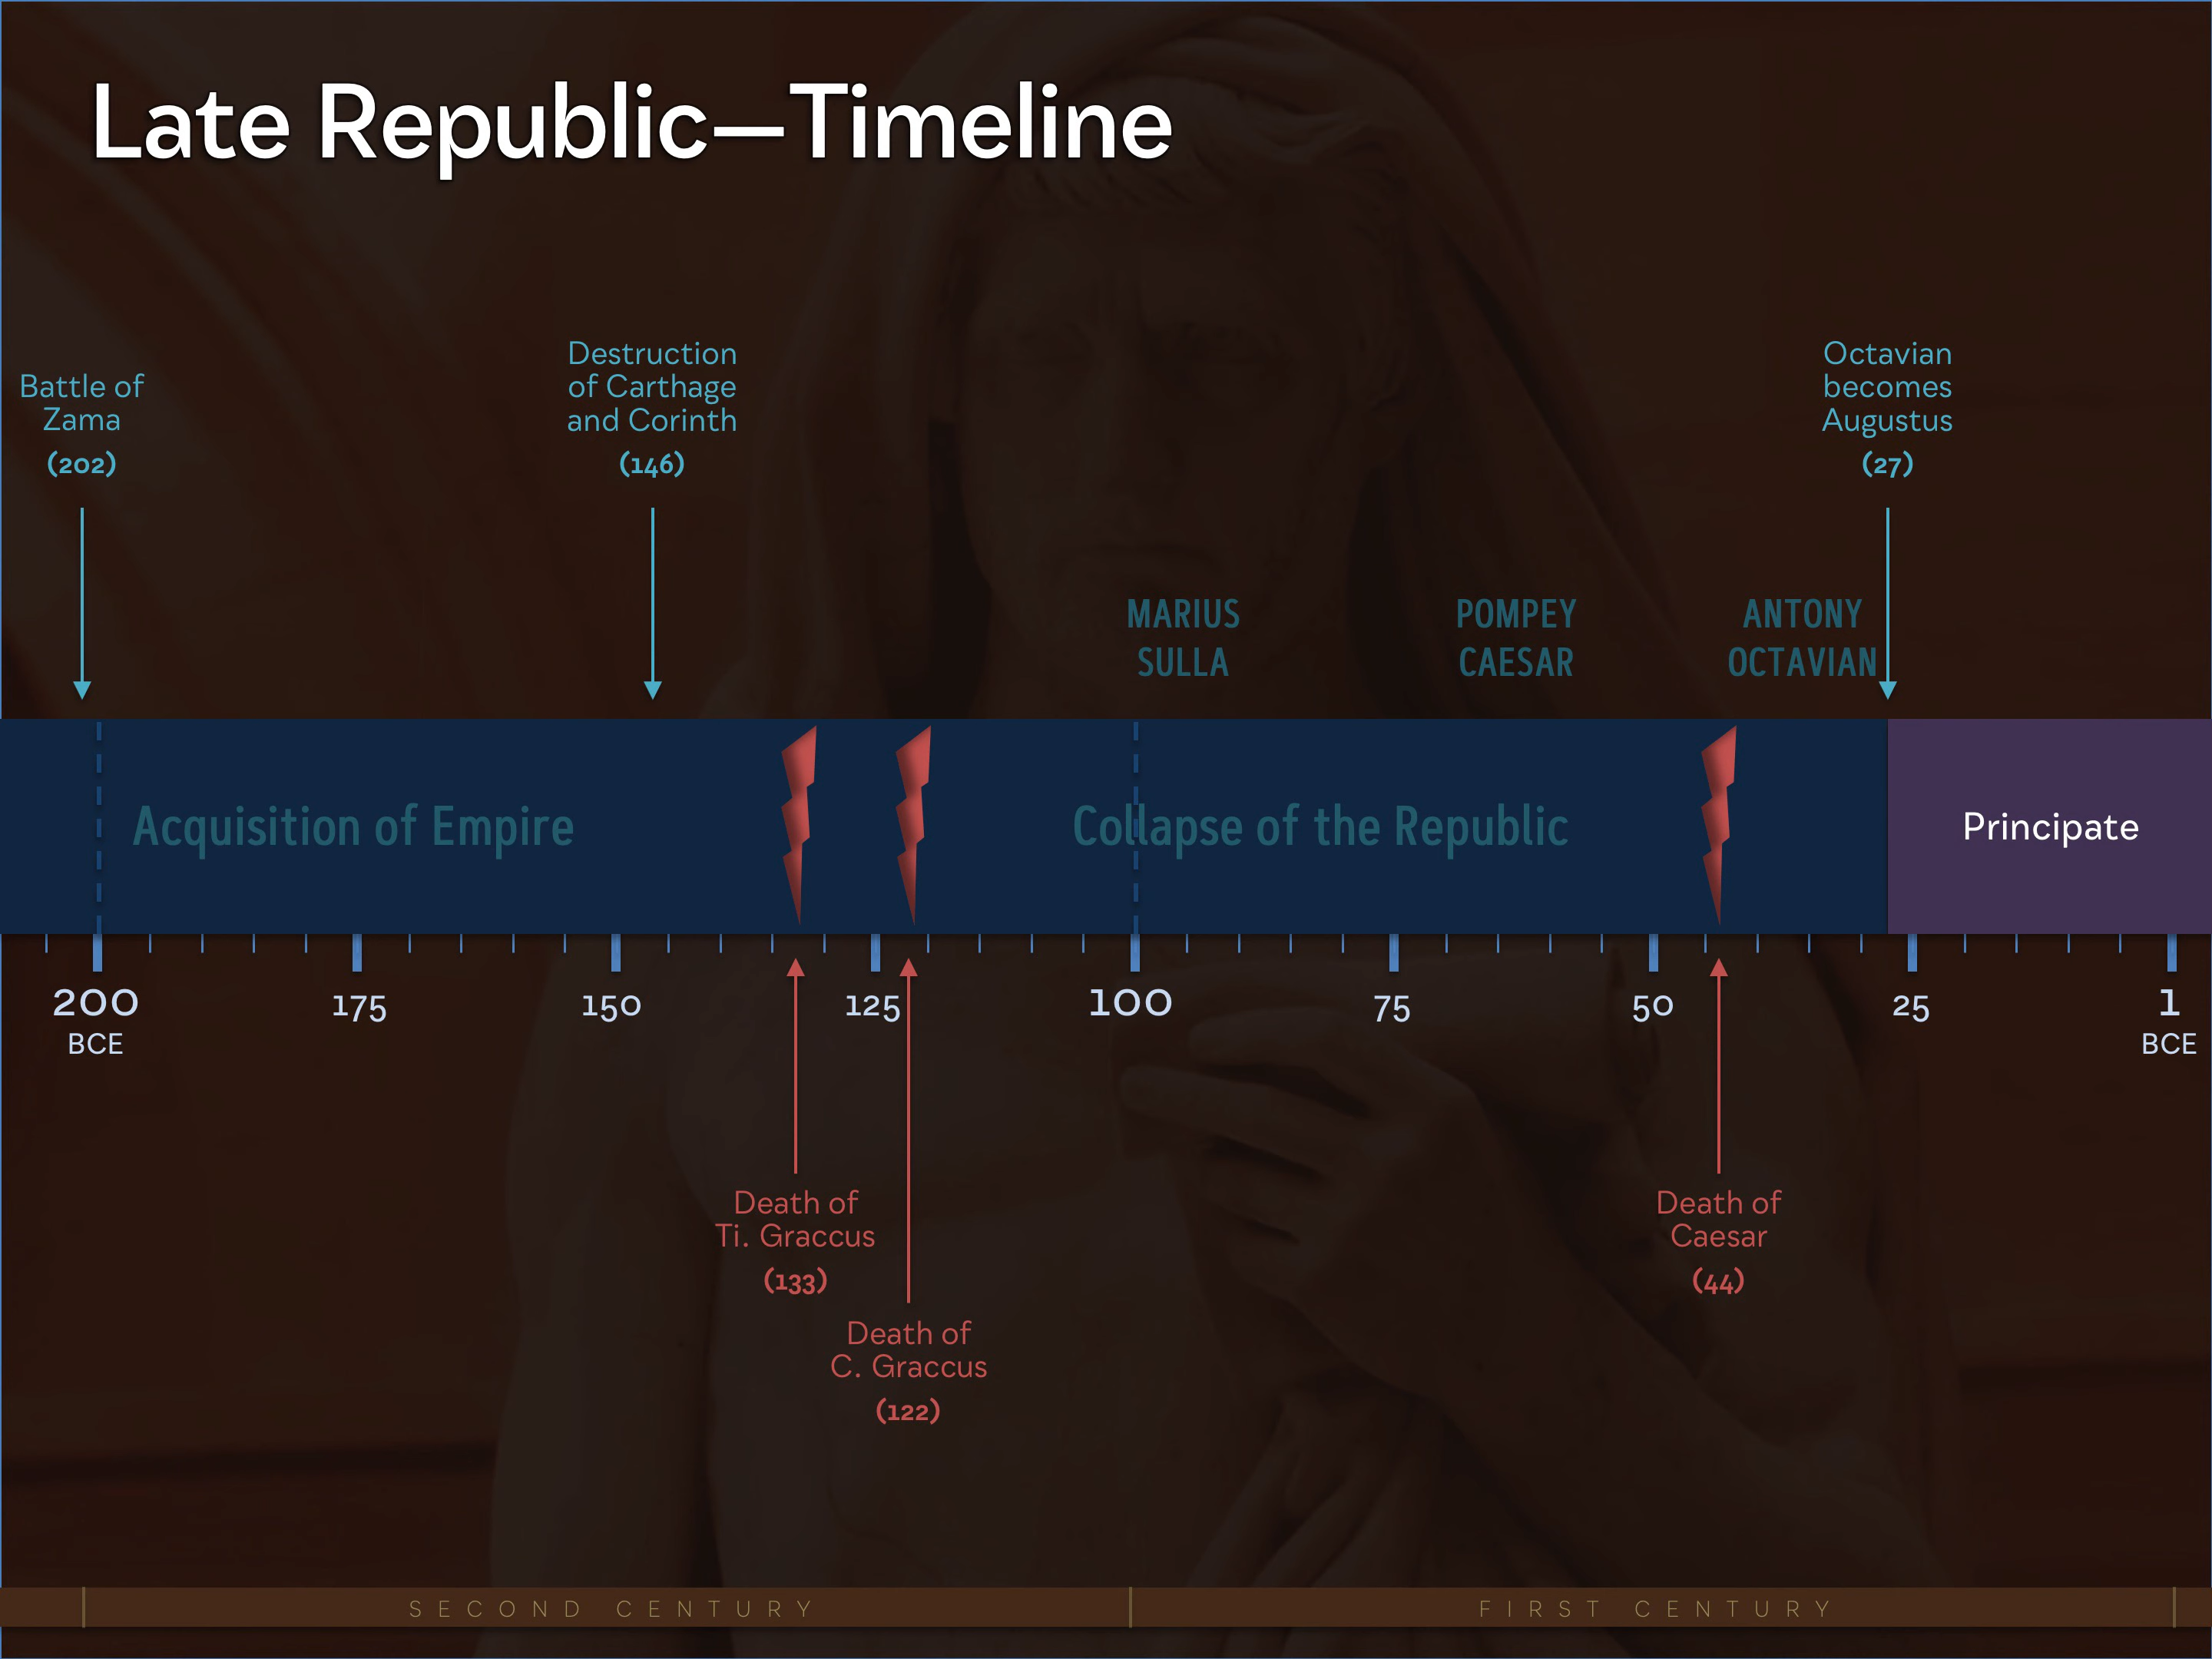 Late Republic—Timeline
Battle of
Zama
(202)
Destruction
of Carthage
and Corinth
(146)
Octavian
becomes
Augustus
(27)
MARIUS
SULLA
POMPEY
CAESAR
ANTONY
OCTAVIAN
Acquisition of Empire
Collapse of the Republic
Principate
200
BCE
175
150
125
100
75
50
25
1
BCE
Death of
Ti. Graccus
(133)
Death of
C. Graccus
(122)
Death of
Caesar
(44)
SECOND CENTURY
FIRST CENTURY